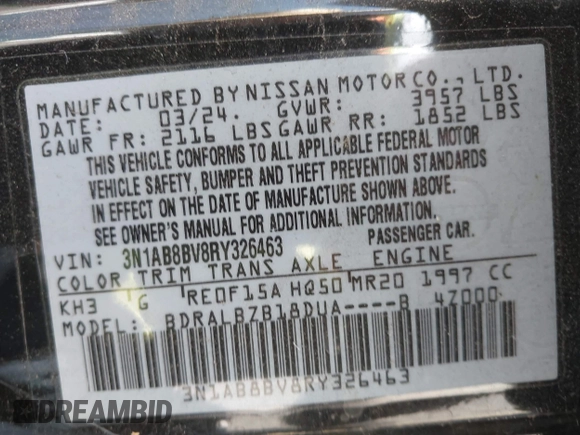 MANUFACTURED BY NISSAN MOTOR CO., LTD.
DATE: 03/24. GVWR: 3957 LBS
GAWR FR: 2116 LBS GAWR RR: 1852 LBS
THIS VEHICLE CONFORMS TO ALL APPLICABLE FEDERAL MOTOR
VEHICLE SAFETY, BUMPER AND THEFT PREVENTION STANDARDS
IN EFFECT ON THE DATE OF MANUFACTURE SHOWN ABOVE.
SEE OWNER'S MANUAL FOR ADDITIONAL INFORMATION.
VIN: 3N1AB8BV8RY326463 PASSENGER CAR.
COLOR TRIM TRANS AXLE ENGINE
KH3 G RE0F15A HQ50 MR20 1997 CC
MODEL: BDRALBZB18DUA----B 47000
3N1AB8BV8RY326463
DREAMBID